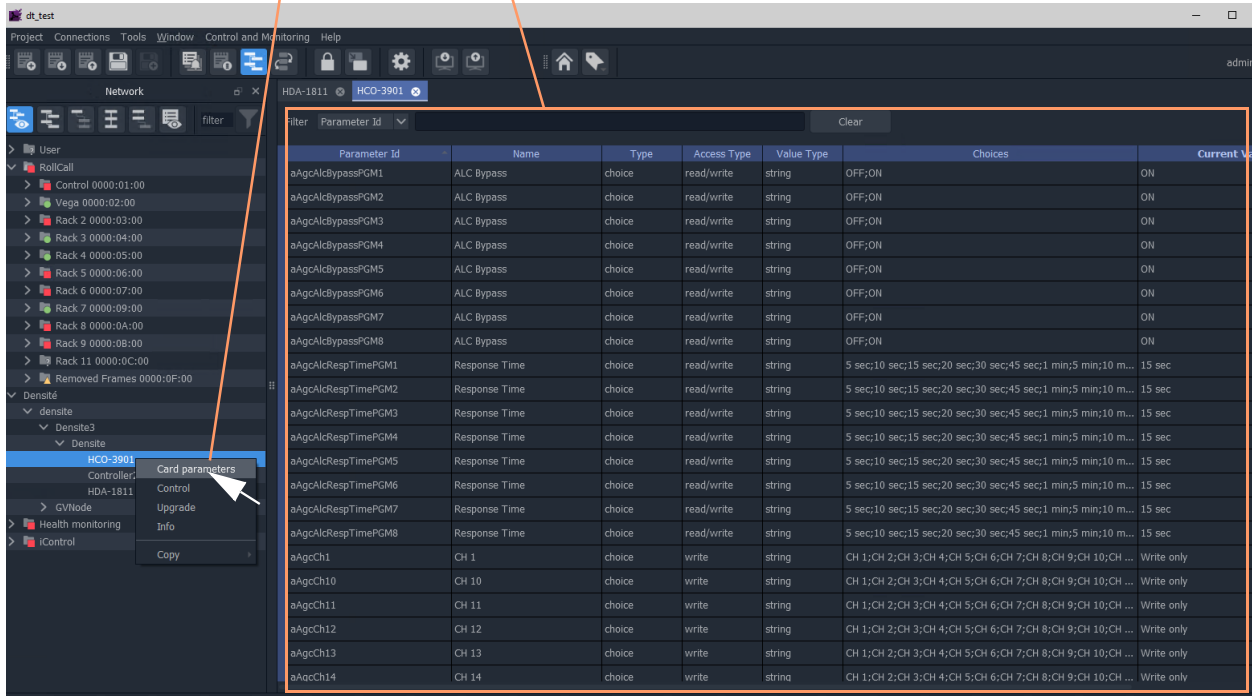 dt_test
Project Connections Tools Window Control and Monitoring Help
admin
Network
filter
User
RollCall
Control 0000:01:00
Vega 0000:02:00
Rack 2 0000:03:00
Rack 3 0000:04:00
Rack 4 0000:05:00
Rack 5 0000:06:00
Rack 6 0000:07:00
Rack 7 0000:09:00
Rack 8 0000:0A:00
Rack 9 0000:0B:00
Rack 11 0000:0C:00
Removed Frames 0000:0F:00
Densité
densite
Densite3
Densite
HCO-3901
HDA-1811
GVNode
Health monitoring
iControl
Card parameters
Control
Upgrade
Info
Copy
HDA-1811 HCO-3901
Filter Parameter Id Clear
Parameter Id Name Type Access Type Value Type Choices Current
aAgcAlcBypassPGM1 ALC Bypass choice read/write string OFF;ON ON
aAgcAlcBypassPGM2 ALC Bypass choice read/write string OFF;ON ON
aAgcAlcBypassPGM3 ALC Bypass choice read/write string OFF;ON ON
aAgcAlcBypassPGM4 ALC Bypass choice read/write string OFF;ON ON
aAgcAlcBypassPGM5 ALC Bypass choice read/write string OFF;ON ON
aAgcAlcBypassPGM6 ALC Bypass choice read/write string OFF;ON ON
aAgcAlcBypassPGM7 ALC Bypass choice read/write string OFF;ON ON
aAgcAlcBypassPGM8 ALC Bypass choice read/write string OFF;ON ON
aAgcAlcRespTimePGM1 Response Time choice read/write string 5 sec;10 sec;15 sec;20 sec;30 sec;45 sec;1 min;5 min;10 m... 15 sec
aAgcAlcRespTimePGM2 Response Time choice read/write string 5 sec;10 sec;15 sec;20 sec;30 sec;45 sec;1 min;5 min;10 m... 15 sec
aAgcAlcRespTimePGM3 Response Time choice read/write string 5 sec;10 sec;15 sec;20 sec;30 sec;45 sec;1 min;5 min;10 m... 15 sec
aAgcAlcRespTimePGM4 Response Time choice read/write string 5 sec;10 sec;15 sec;20 sec;30 sec;45 sec;1 min;5 min;10 m... 15 sec
aAgcAlcRespTimePGM5 Response Time choice read/write string 5 sec;10 sec;15 sec;20 sec;30 sec;45 sec;1 min;5 min;10 m... 15 sec
aAgcAlcRespTimePGM6 Response Time choice read/write string 5 sec;10 sec;15 sec;20 sec;30 sec;45 sec;1 min;5 min;10 m... 15 sec
aAgcAlcRespTimePGM7 Response Time choice read/write string 5 sec;10 sec;15 sec;20 sec;30 sec;45 sec;1 min;5 min;10 m... 15 sec
aAgcAlcRespTimePGM8 Response Time choice read/write string 5 sec;10 sec;15 sec;20 sec;30 sec;45 sec;1 min;5 min;10 m... 15 sec
aAgcCh1 CH 1 choice write string CH 1;CH 2;CH 3;CH 4;CH 5;CH 6;CH 7;CH 8;CH 9;CH 10;CH ... Write only
aAgcCh10 CH 10 choice write string CH 1;CH 2;CH 3;CH 4;CH 5;CH 6;CH 7;CH 8;CH 9;CH 10;CH ... Write only
aAgcCh11 CH 11 choice write string CH 1;CH 2;CH 3;CH 4;CH 5;CH 6;CH 7;CH 8;CH 9;CH 10;CH ... Write only
aAgcCh12 CH 12 choice write string CH 1;CH 2;CH 3;CH 4;CH 5;CH 6;CH 7;CH 8;CH 9;CH 10;CH ... Write only
aAgcCh13 CH 13 choice write string CH 1;CH 2;CH 3;CH 4;CH 5;CH 6;CH 7;CH 8;CH 9;CH 10;CH ... Write only
aAgcCh14 CH 14 choice write string CH 1;CH 2;CH 3;CH 4;CH 5;CH 6;CH 7;CH 8;CH 9;CH 10;CH ... Write only